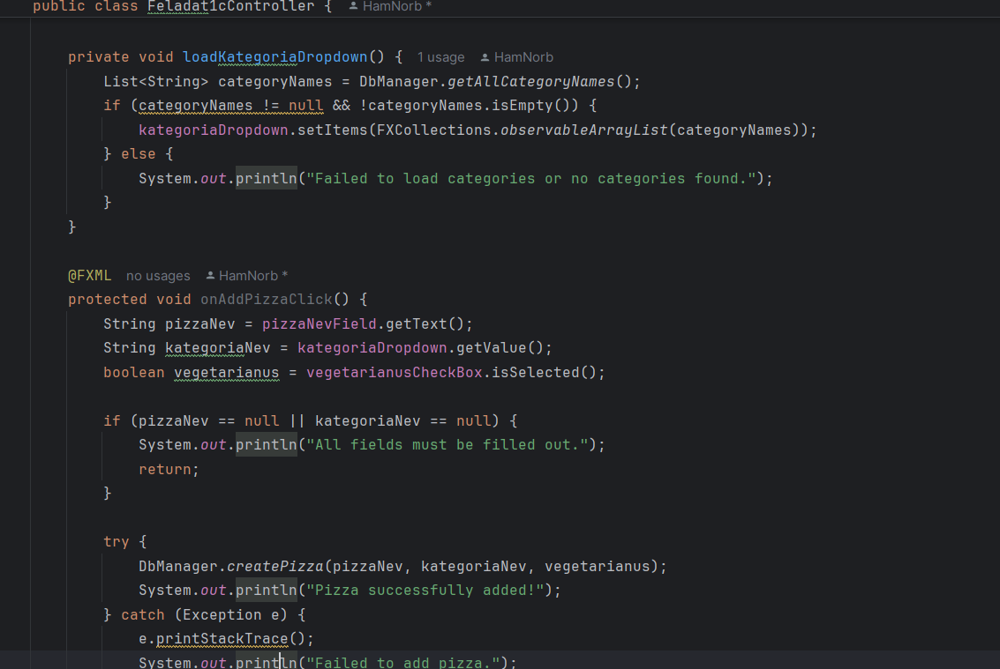 public class Feladat1cController { HamNorb *
private void loadKategoriaDropdown() { 1 usage HamNorb
List<String> categoryNames = DbManager.getAllCategoryNames();
if (categoryNames != null && !categoryNames.isEmpty()) {
kategoriaDropdown.setItems(FXCollections.observableArrayList(categoryNames));
} else {
System.out.println("Failed to load categories or no categories found.");
}
}
@FXML no usages HamNorb *
protected void onAddPizzaClick() {
String pizzaNev = pizzaNevField.getText();
String kategoriaNev = kategoriaDropdown.getValue();
boolean vegetarianus = vegetarianusCheckBox.isSelected();
if (pizzaNev == null || kategoriaNev == null) {
System.out.println("All fields must be filled out.");
return;
}
try {
DbManager.createPizza(pizzaNev, kategoriaNev, vegetarianus);
System.out.println("Pizza successfully added!");
} catch (Exception e) {
e.printStackTrace();
System.out.println("Failed to add pizza.");